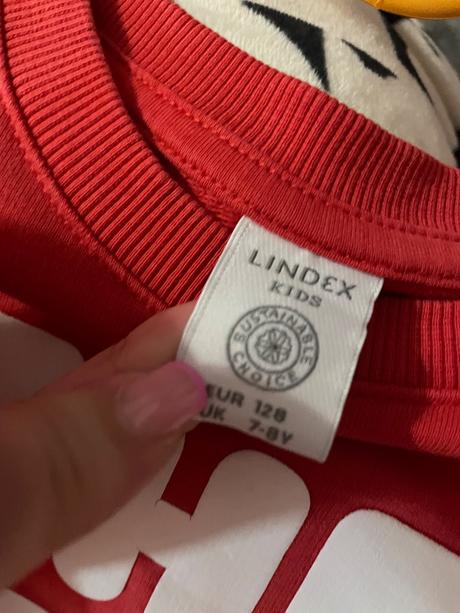 LINDEX
KIDS
SUSTAINABLE
CHOICE
EUR 128
UK 7-8Y